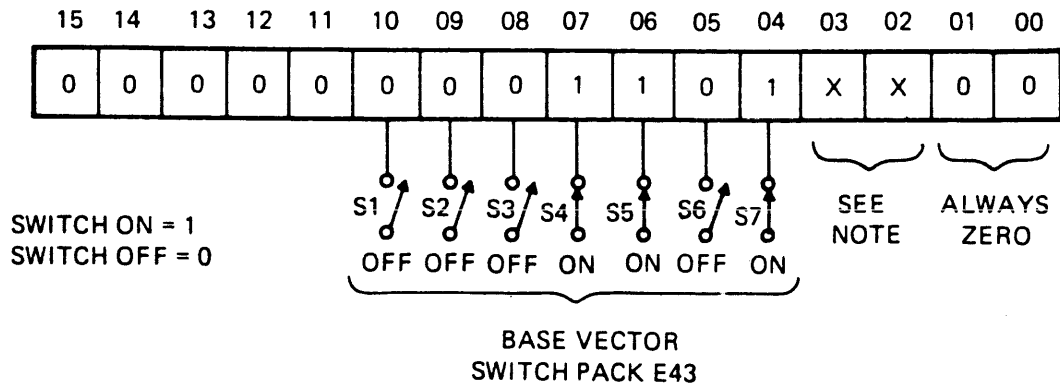 15 14 13 12 11 10 09 08 07 06 05 04 03 02 01 00
0 0 0 0 0 0 0 0 1 1 0 1 X X 0 0
S1 S2 S3 S4 S5 S6 S7
SEE ALWAYS
NOTE ZERO
SWITCH ON = 1
SWITCH OFF = 0
OFF OFF OFF ON ON OFF ON
BASE VECTOR
SWITCH PACK E43